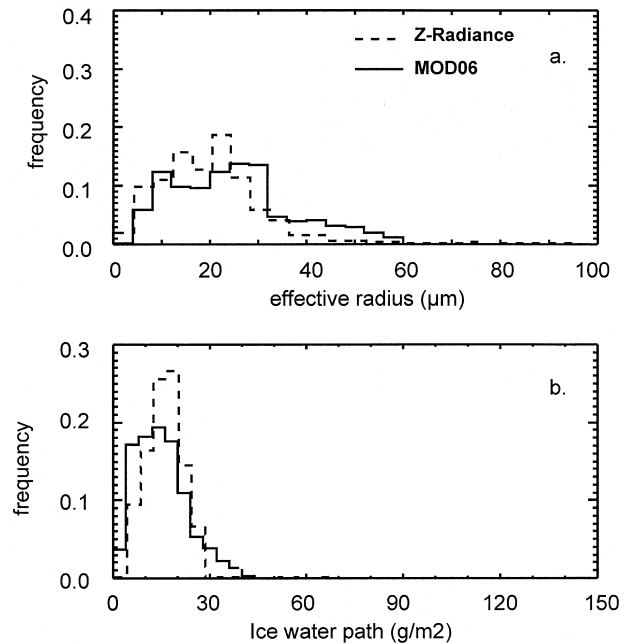 0.4
Z-Radiance
a.
MOD06
0.3
frequency
0.2
0.1
0.0
0 20 40 60 80 100
effective radius (µm)
0.3
b.
0.2
frequency
0.1
0.0
0 30 60 90 120 150
Ice water path (g/m2)